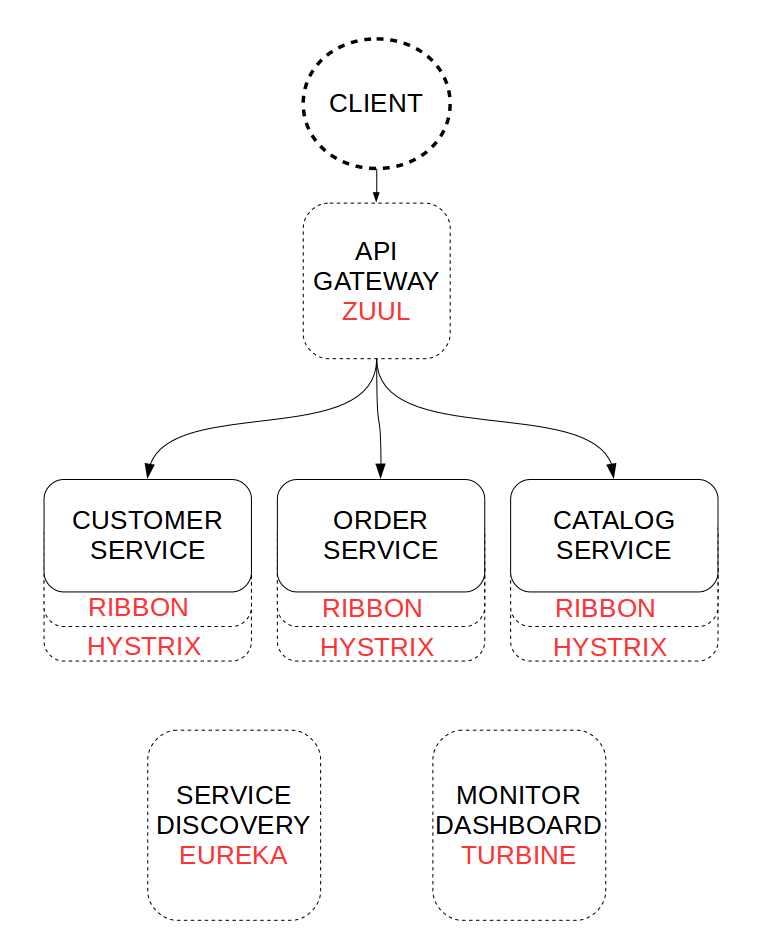 CLIENT
API
GATEWAY
ZUUL
CUSTOMER
SERVICE
RIBBON
HYSTRIX
ORDER
SERVICE
RIBBON
HYSTRIX
CATALOG
SERVICE
RIBBON
HYSTRIX
SERVICE
DISCOVERY
EUREKA
MONITOR
DASHBOARD
TURBINE